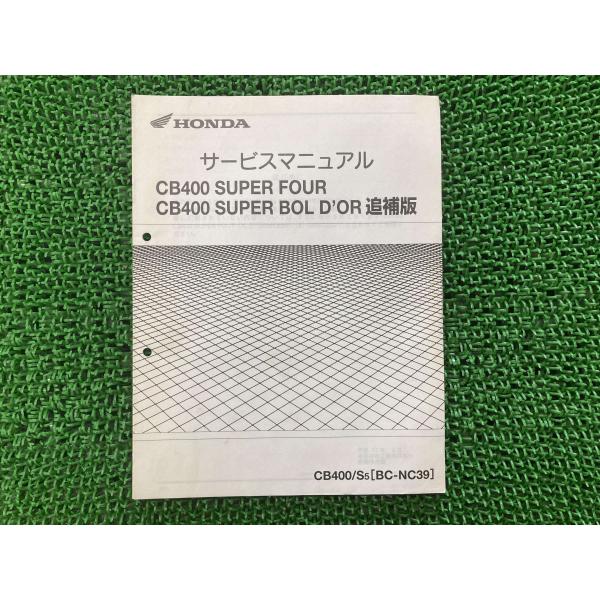 HONDA
サービスマニュアル
CB400 SUPER FOUR
CB400 SUPER BOL D'OR 追補版
CB400/S5[BC-NC39]